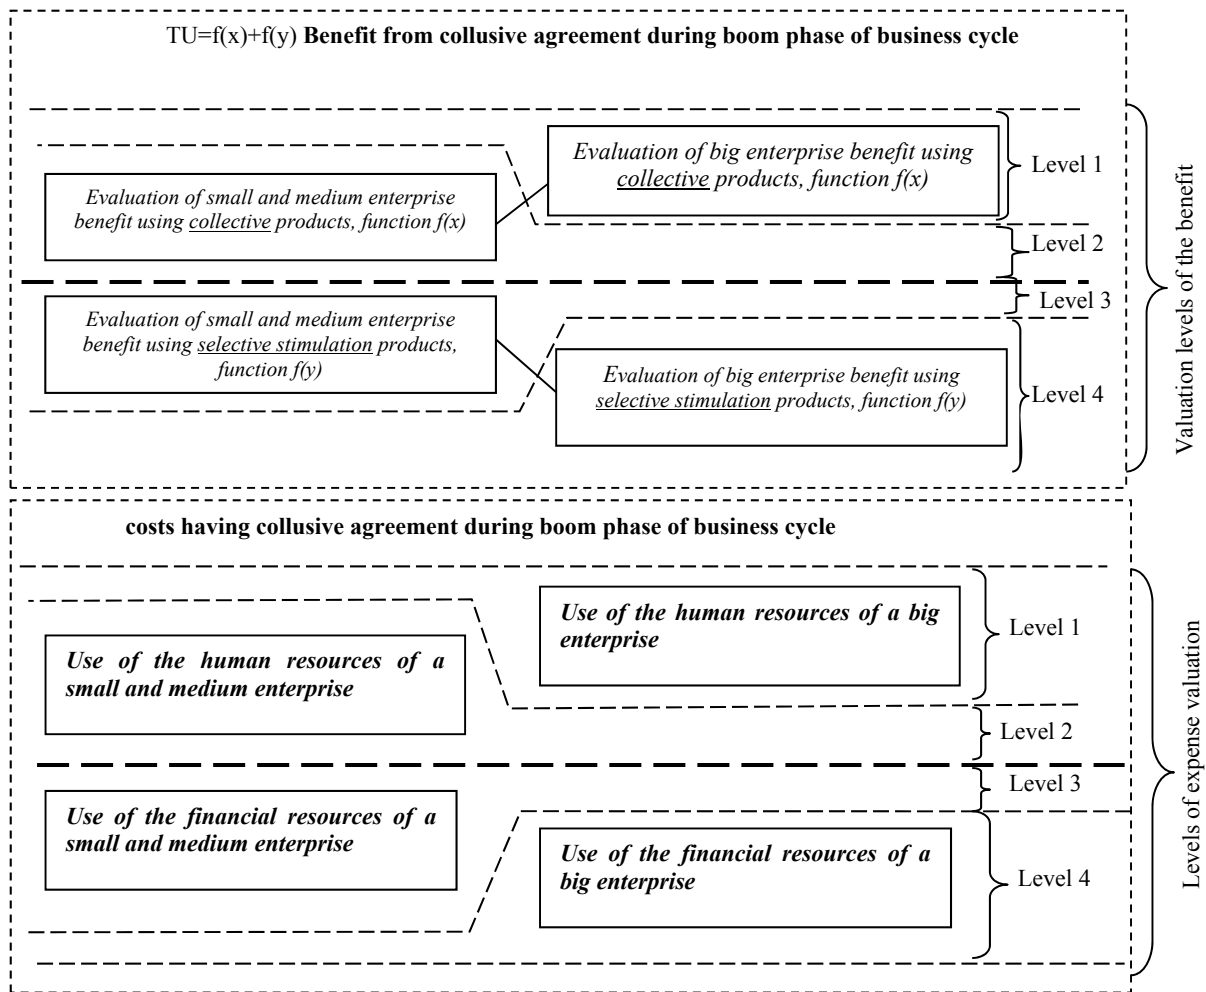 TU=f(x)+f(y) Benefit from collusive agreement during boom phase of business cycle
Evaluation of big enterprise benefit using
collective products, function f(x)
Level 1
Evaluation of small and medium enterprise
benefit using collective products, function f(x)
Level 2
Level 3
Evaluation of small and medium enterprise
benefit using selective stimulation products,
function f(y)
Evaluation of big enterprise benefit using
selective stimulation products, function f(y)
Level 4
Valuation levels of the benefit
costs having collusive agreement during boom phase of business cycle
Use of the human resources of a big
enterprise
Level 1
Use of the human resources of a
small and medium enterprise
Level 2
Level 3
Use of the financial resources of a
small and medium enterprise
Use of the financial resources of a
big enterprise
Level 4
Levels of expense valuation